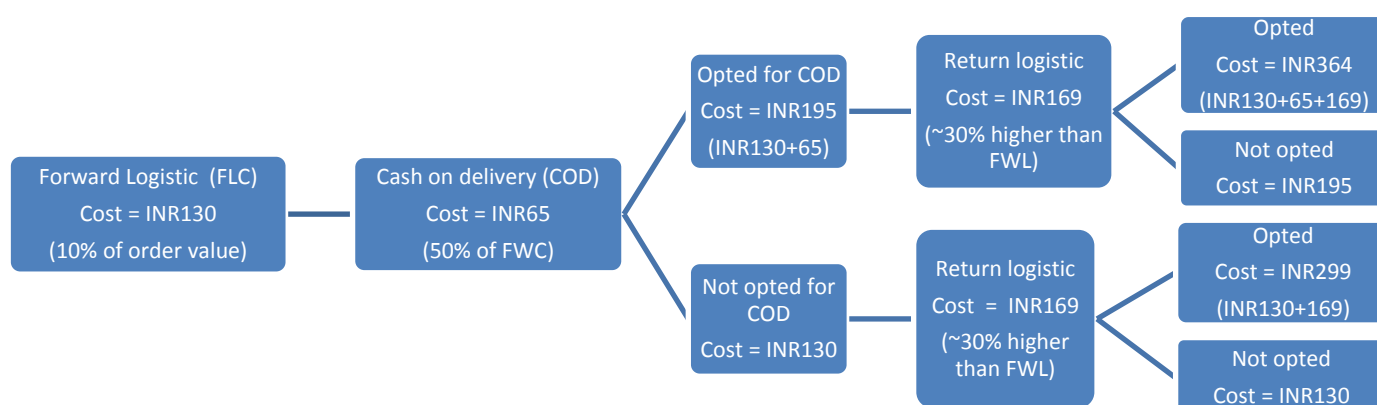 Forward Logistic (FLC)
Cost = INR130
(10% of order value)
Cash on delivery (COD)
Cost = INR65
(50% of FWC)
Opted for COD
Cost = INR195
(INR130+65)
Not opted for
COD
Cost = INR130
Return logistic
Cost = INR169
(~30% higher than
FWL)
Return logistic
Cost = INR169
(~30% higher
than FWL)
Opted
Cost = INR364
(INR130+65+169)
Not opted
Cost = INR195
Opted
Cost = INR299
(INR130+169)
Not opted
Cost = INR130